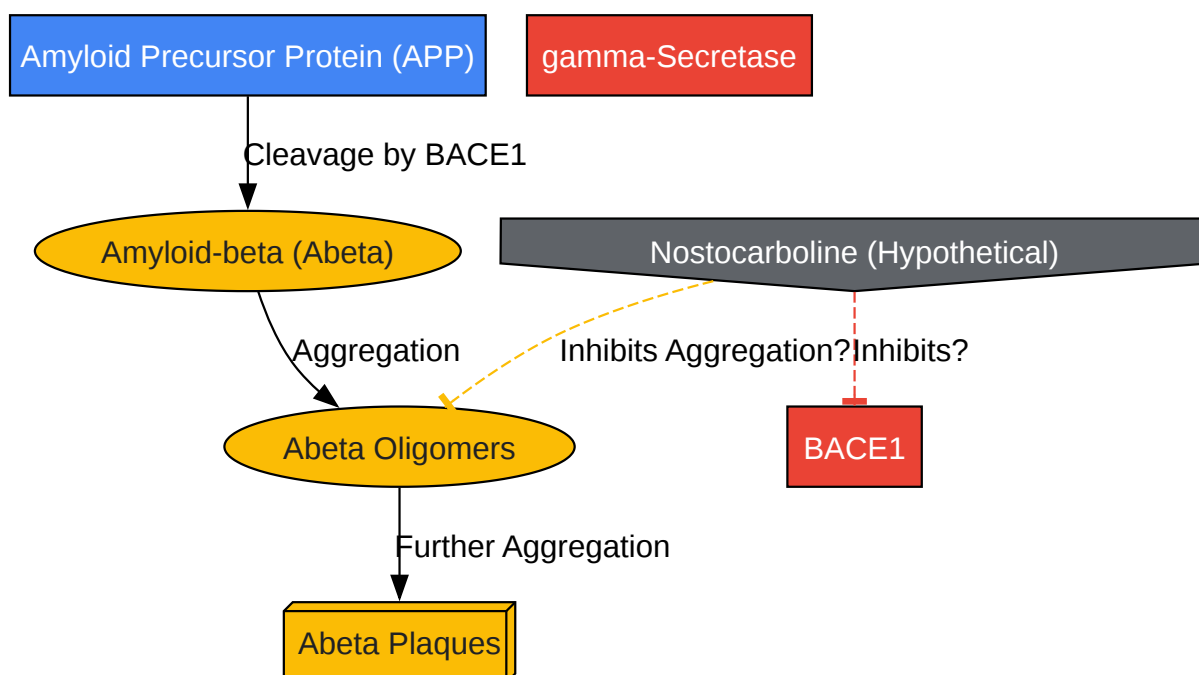 Amyloid Precursor Protein (APP)
gamma-Secretase
Cleavage by BACE1
Amyloid-beta (Abeta)
Nostocarboline (Hypothetical)
Aggregation
Inhibits Aggregation?
Inhibits?
Abeta Oligomers
BACE1
Further Aggregation
Abeta Plaques